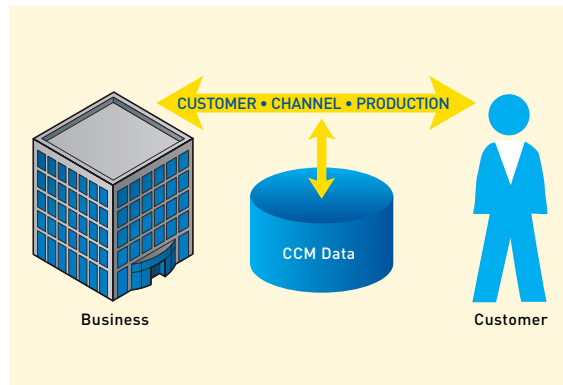 CUSTOMER • CHANNEL • PRODUCTION
CCM Data
Business
Customer